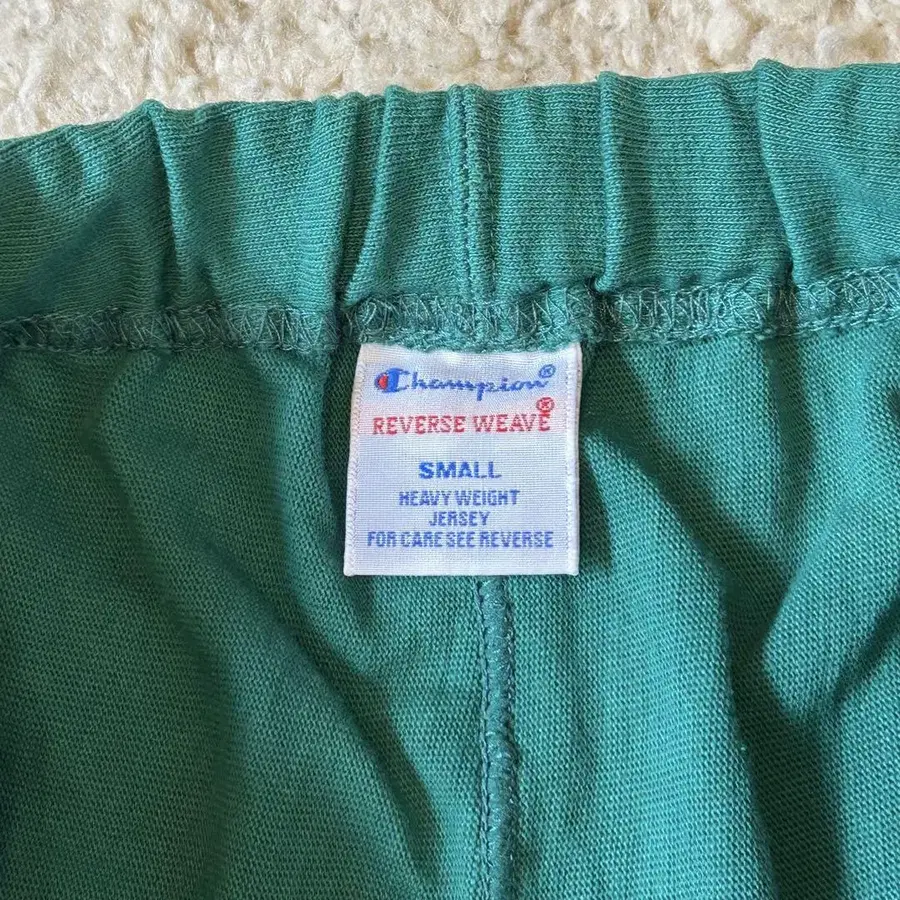 Champion®
REVERSE WEAVE®
SMALL
HEAVY WEIGHT
JERSEY
FOR CARE SEE REVERSE